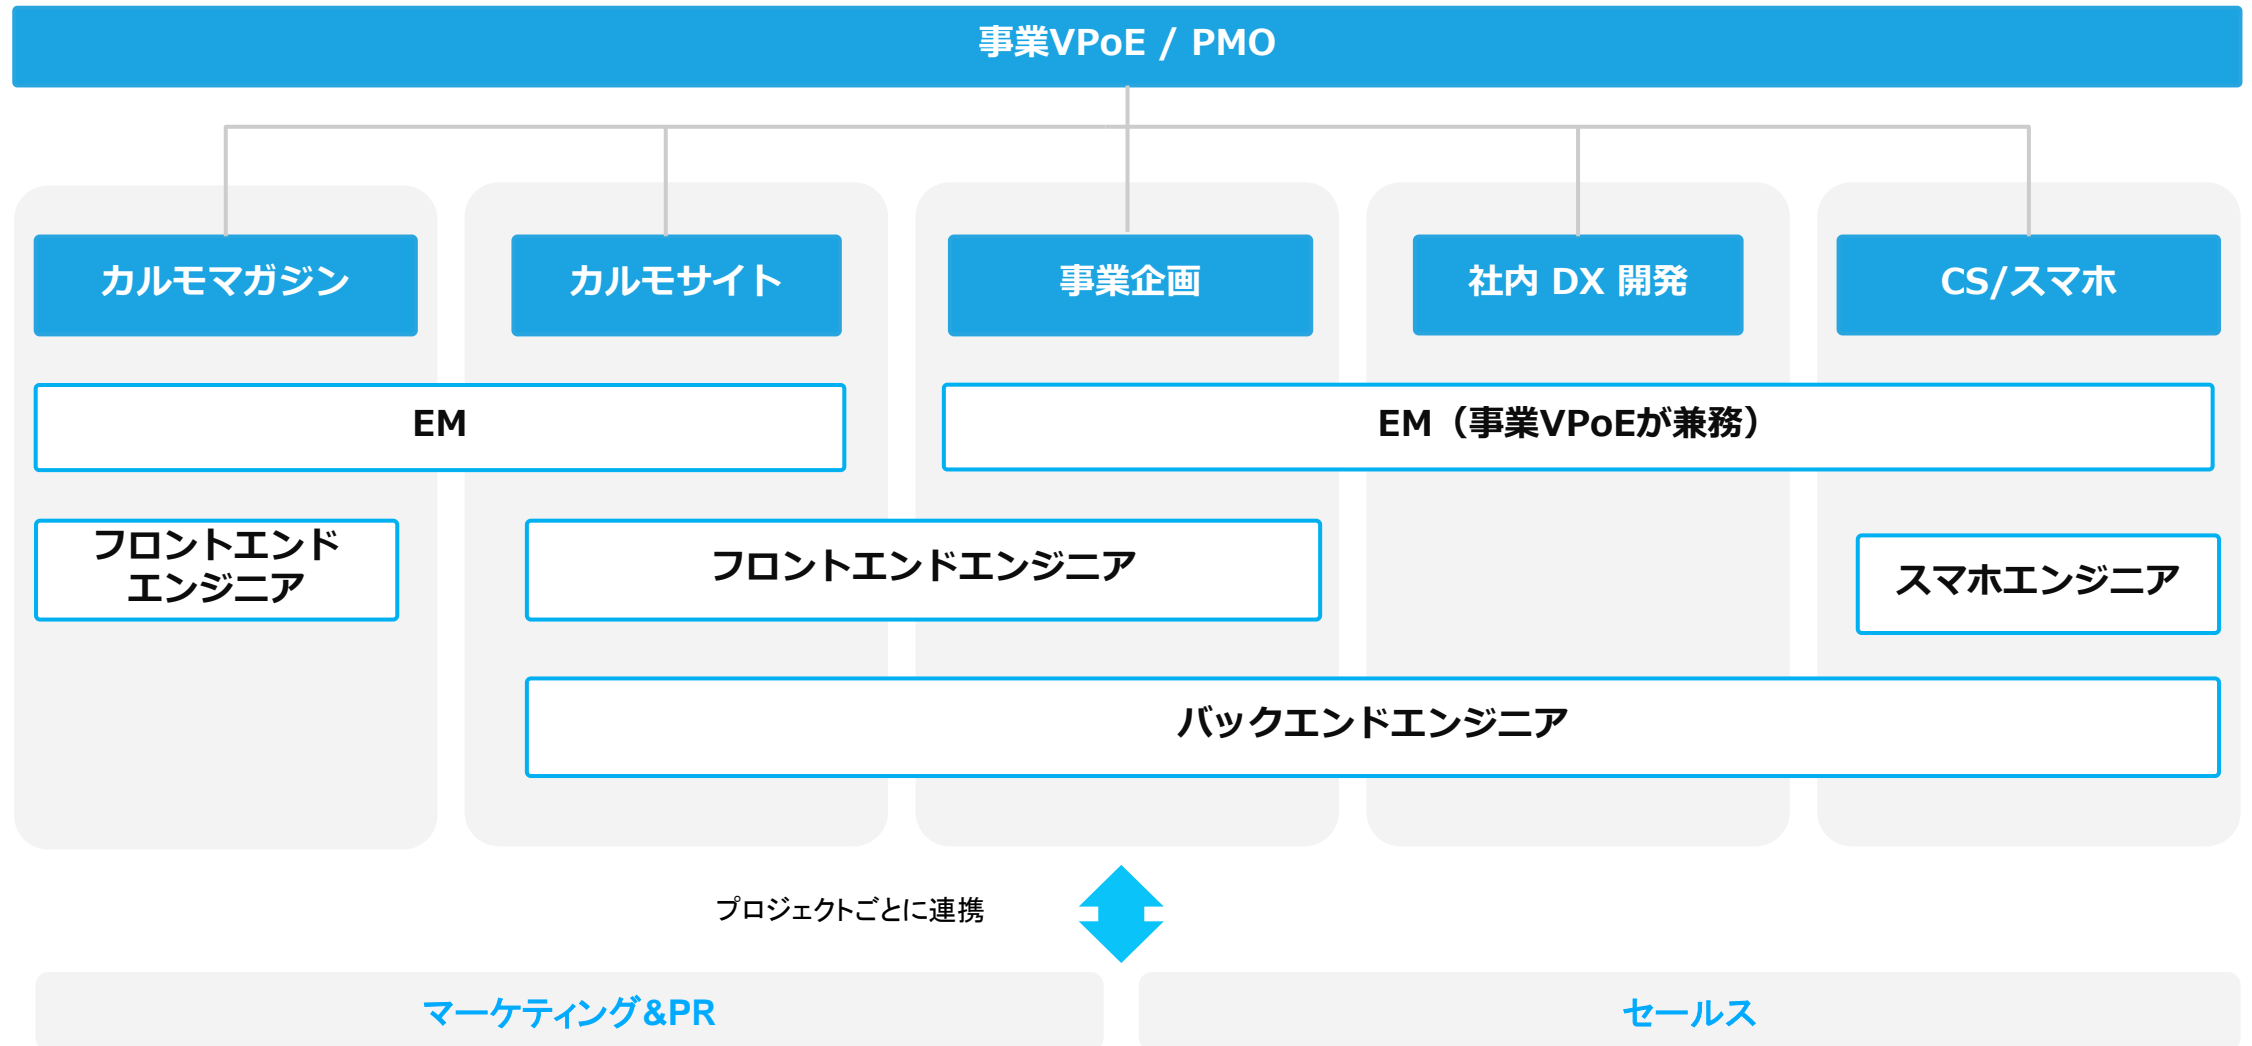 事業VPoE / PMO
カルモマガジン
カルモサイト
事業企画
社内 DX 開発
CS/スマホ
EM
EM（事業VPoEが兼務）
フロントエンド
エンジニア
フロントエンドエンジニア
スマホエンジニア
バックエンドエンジニア
プロジェクトごとに連携
マーケティング&PR
セールス